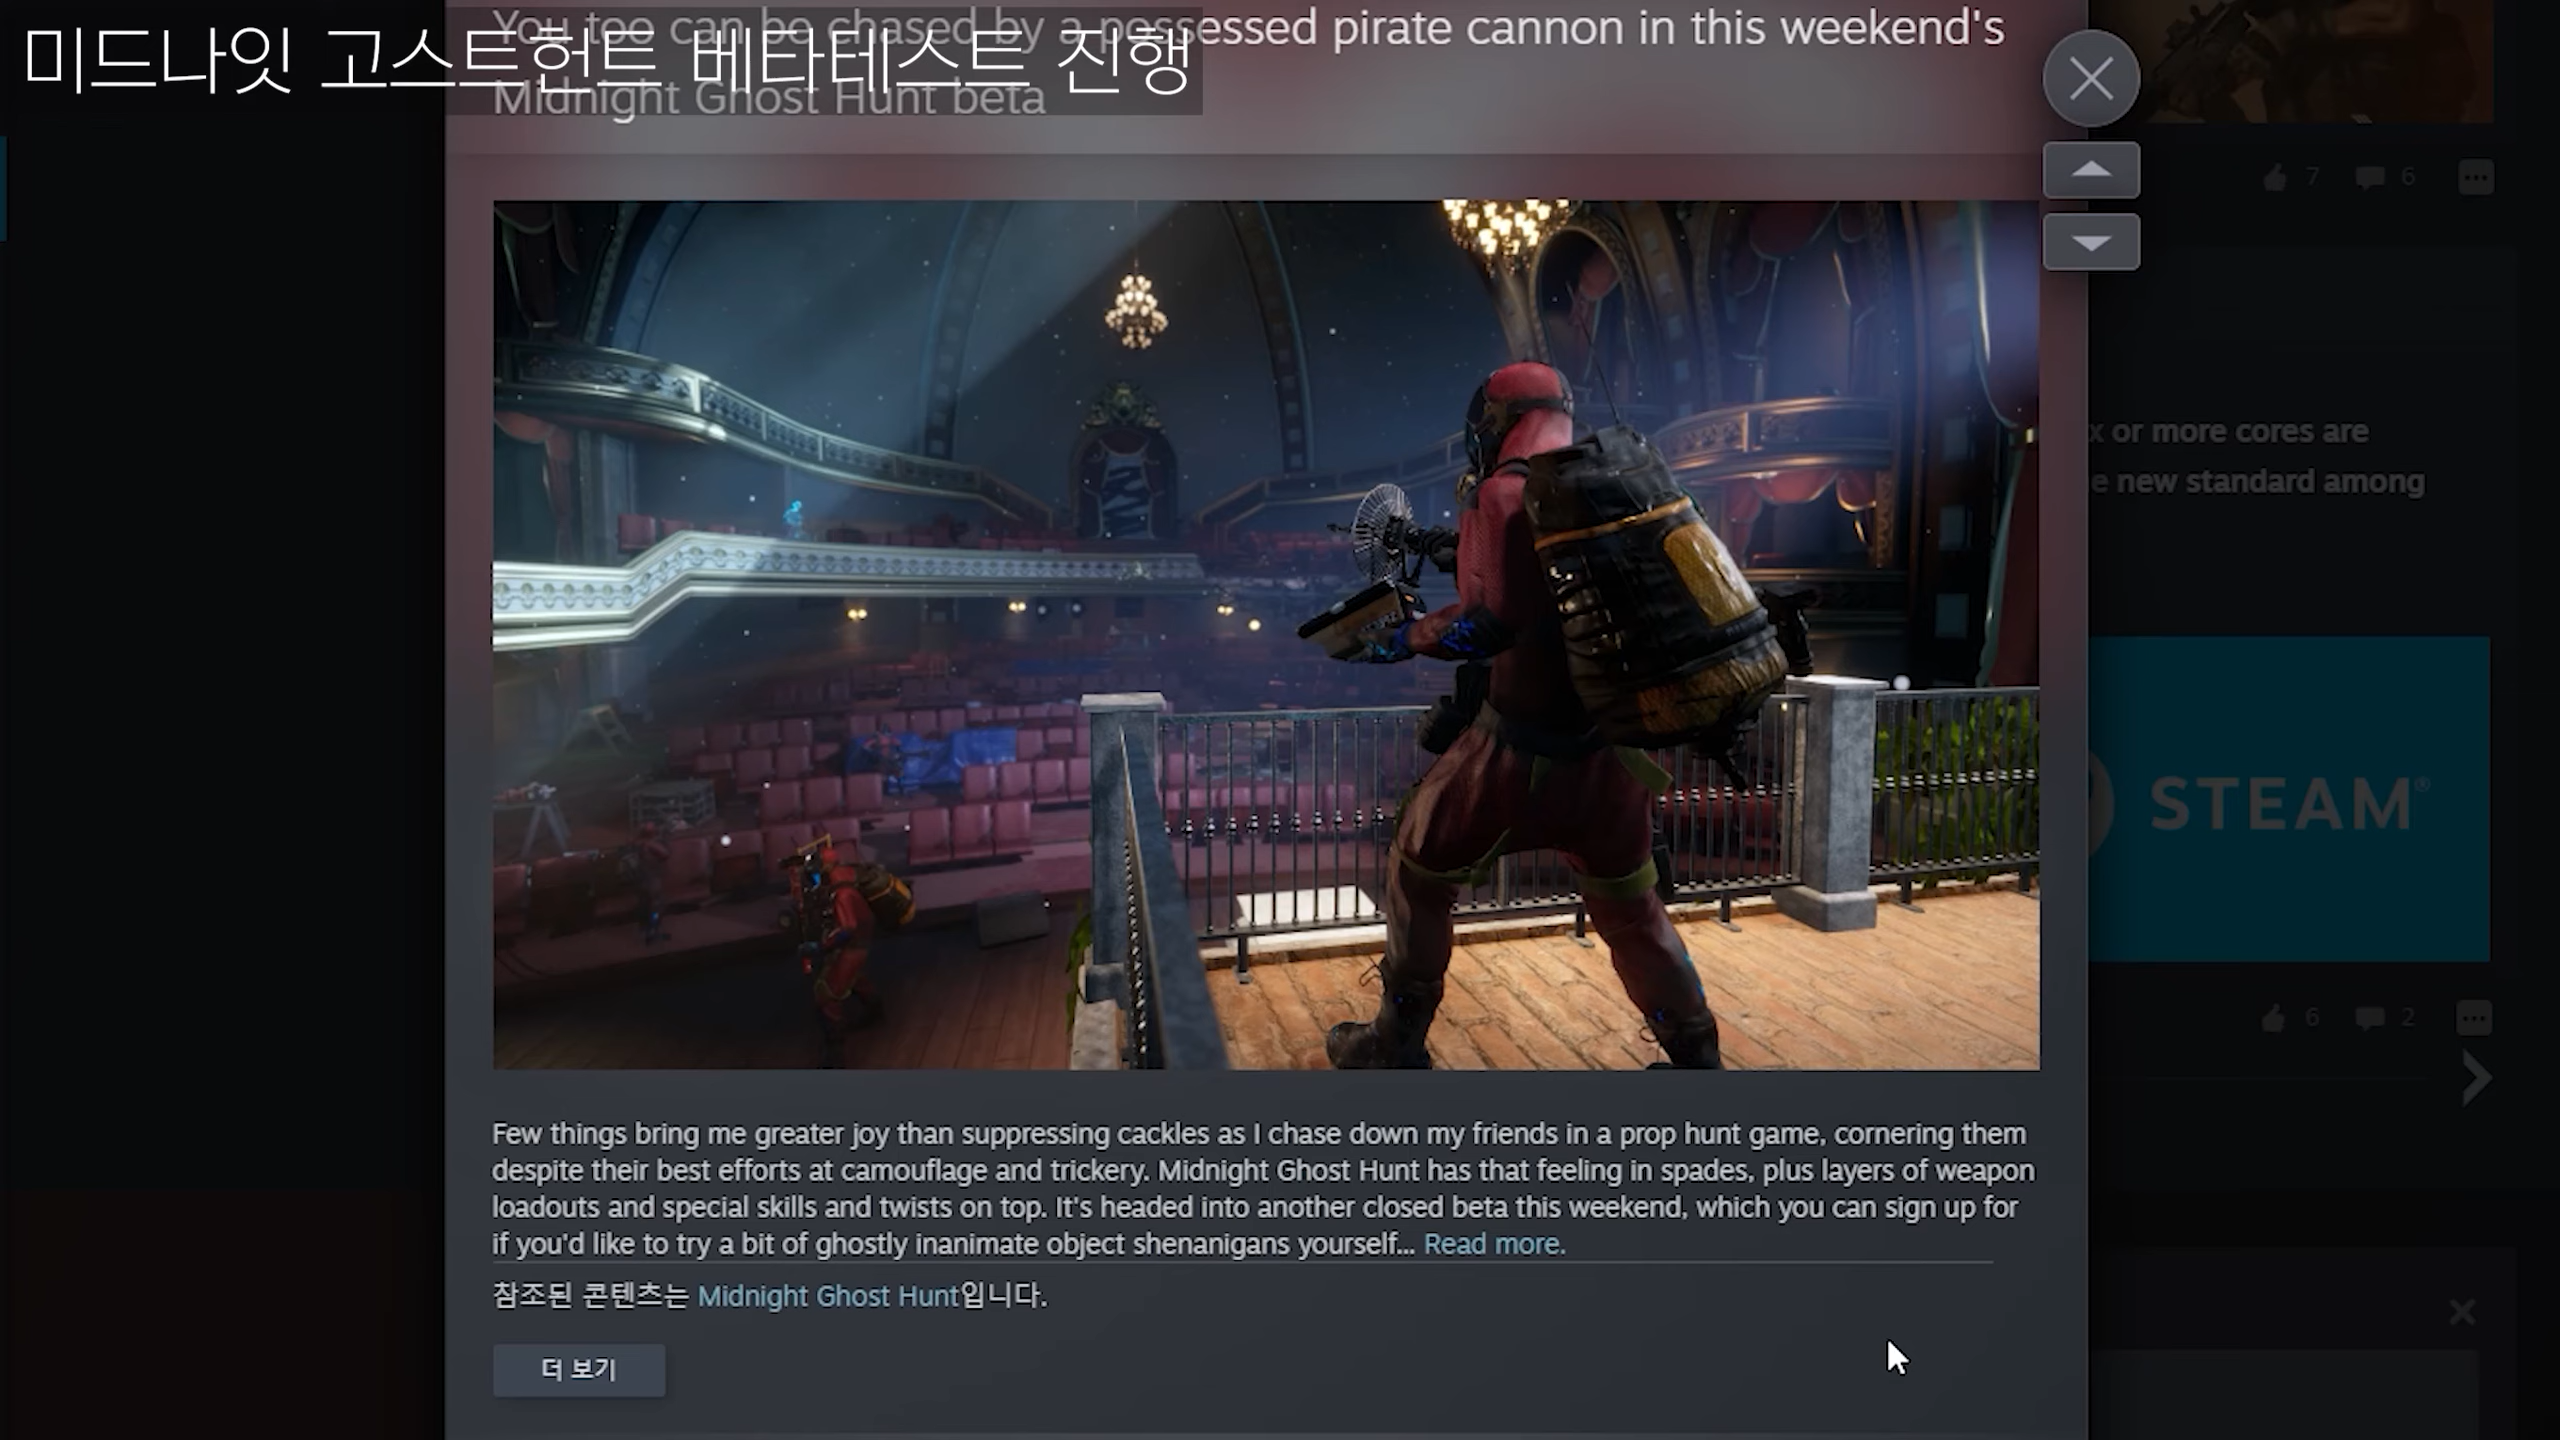 미드나잇 고스트헌트 베타테스트 진행
You too can be chased by a possessed pirate cannon in this weekend's
Midnight Ghost Hunt beta
7
6
x or more cores are
e new standard among
STEAM®
6
2
Few things bring me greater joy than suppressing cackles as I chase down my friends in a prop hunt game, cornering them
despite their best efforts at camouflage and trickery. Midnight Ghost Hunt has that feeling in spades, plus layers of weapon
loadouts and special skills and twists on top. It's headed into another closed beta this weekend, which you can sign up for
if you'd like to try a bit of ghostly inanimate object shenanigans yourself... Read more.
참조된 콘텐츠는 Midnight Ghost Hunt입니다.
더 보기